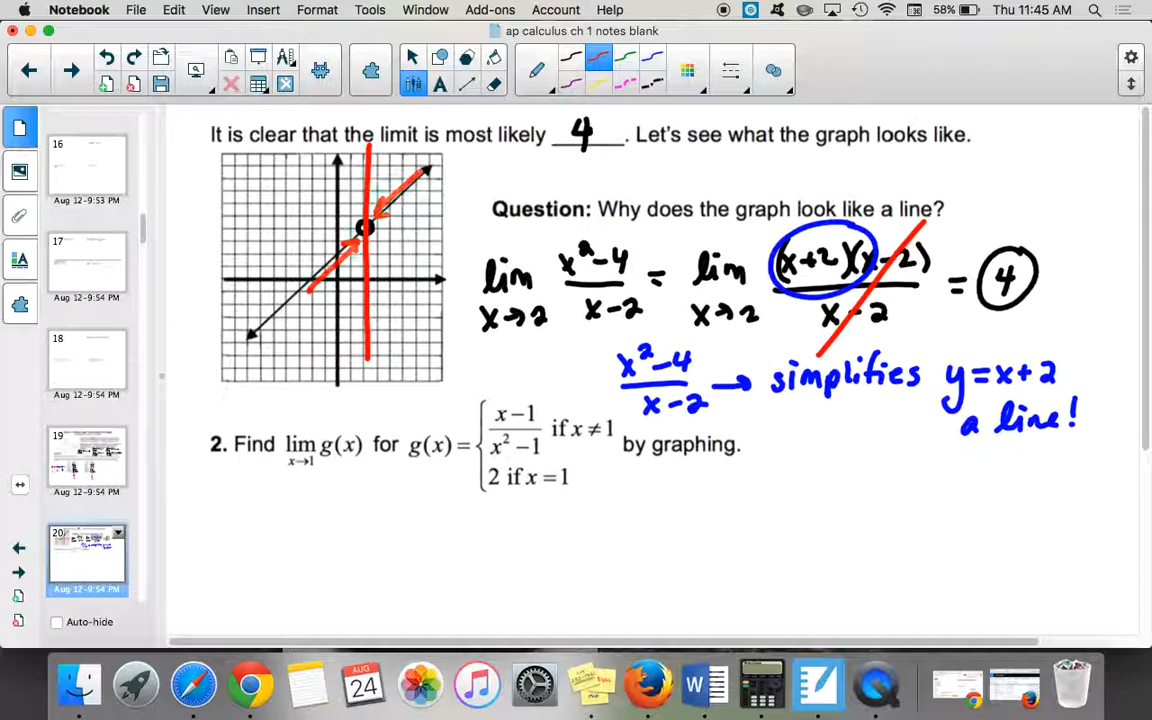 Notebook File Edit View Insert Format Tools Window Add-ons Account Help 58% Thu 11:45 AM
ap calculus ch 1 notes blank
It is clear that the limit is most likely 4. Let's see what the graph looks like.
Question: Why does the graph look like a line?
lim x→2 x²-4 / x-2 = lim x→2 (x+2)(x-2) / x-2 = 4
x²-4 / x-2 → simplifies y=x+2
a line!
2. Find lim x→1 g(x) for g(x) = { x-1 / x²-1 if x ≠ 1 by graphing.
2 if x = 1
16
Aug 12-9:53 PM
17
Aug 12-9:54 PM
18
Aug 12-9:54 PM
19
Aug 12-9:54 PM
20
Aug 12-9:54 PM
Auto-hide
AUG
24
W